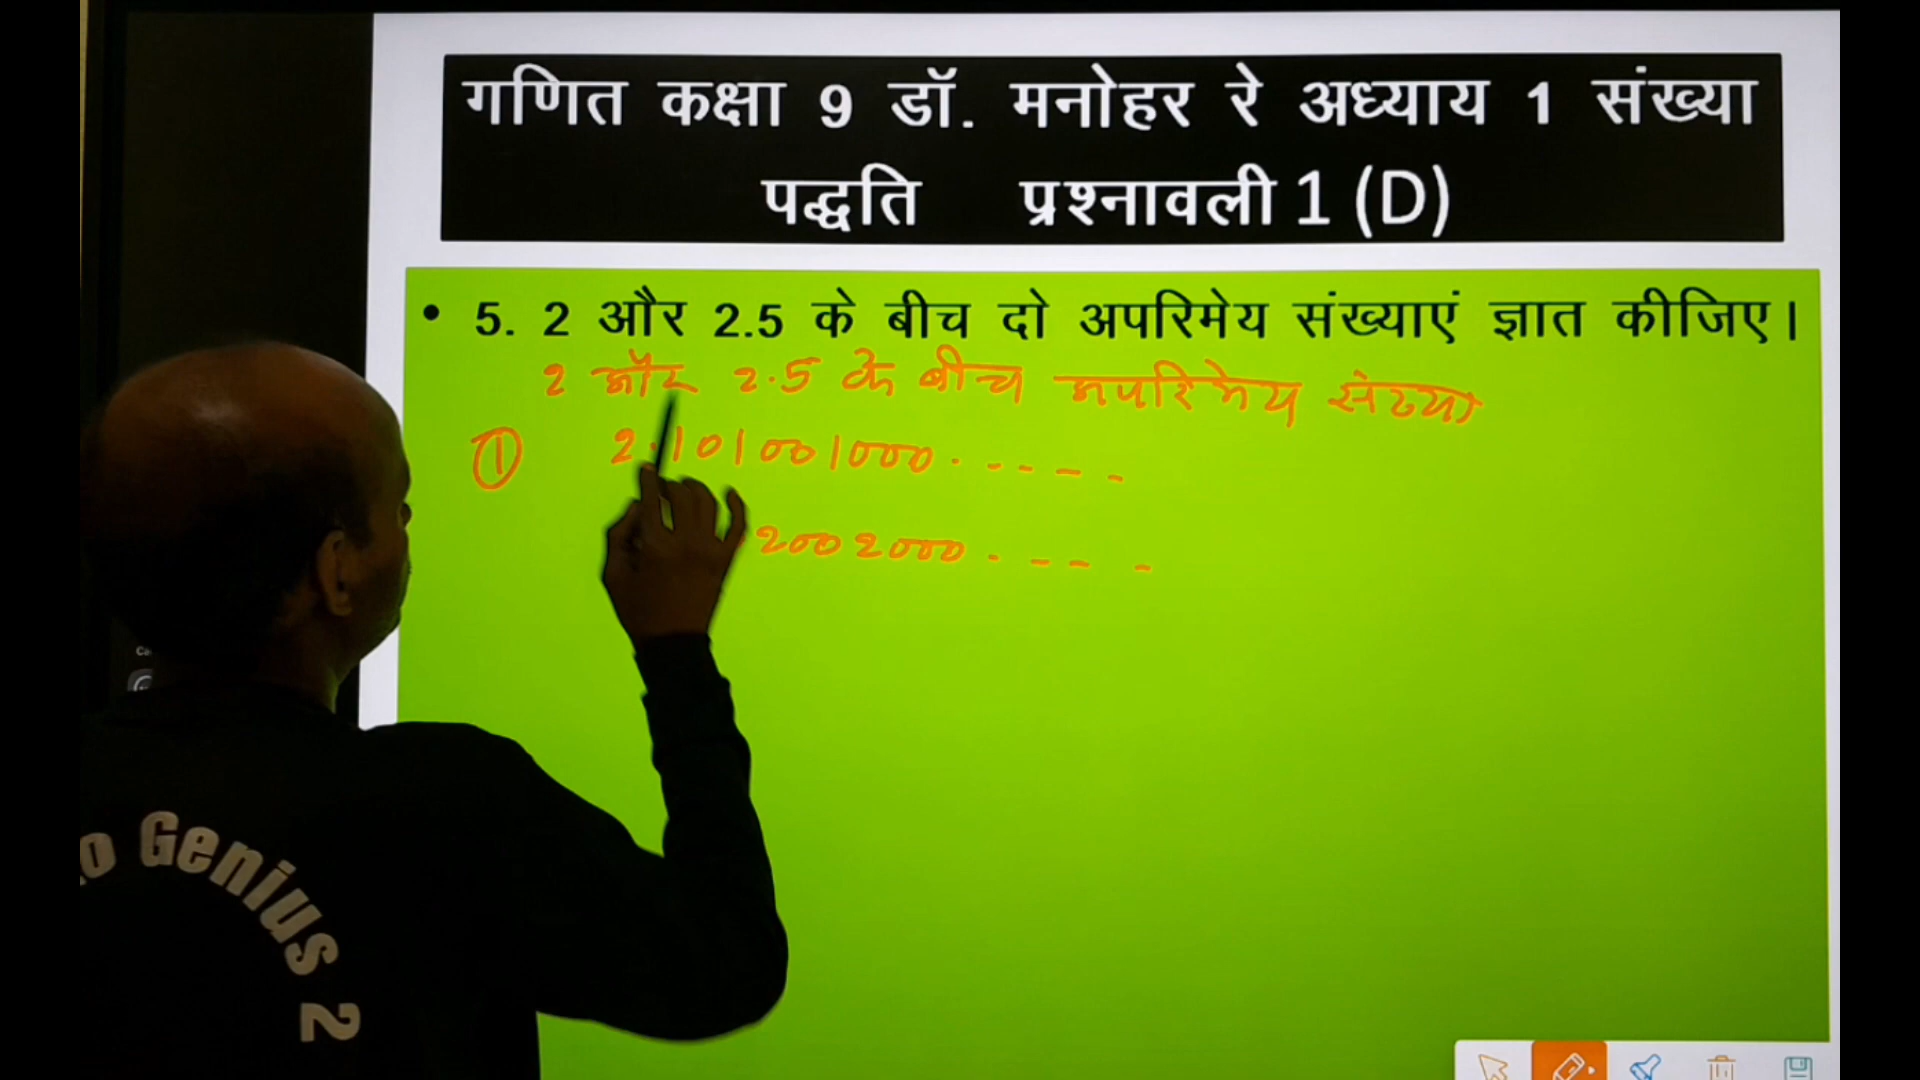 गणित कक्षा 9 डॉ. मनोहर रे अध्याय 1 संख्या
पद्धति प्रश्नावली 1 (D)
• 5. 2 और 2.5 के बीच दो अपरिमेय संख्याएं ज्ञात कीजिए।
2 और 2.5 के बीच अपरिमेय संख्या
① 2.101001000.----
2002000.-- -
Genius 2